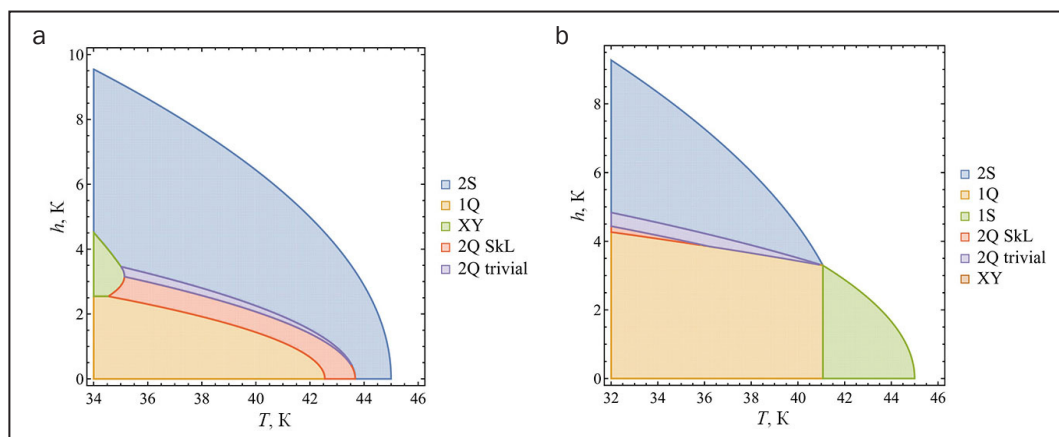 a
10
8
6
4
2
0
h, К
34 36 38 40 42 44 46
T, К
2S
1Q
XY
2Q SkL
2Q trivial
b
8
6
4
2
0
h, К
32 34 36 38 40 42 44 46
T, К
2S
1Q
1S
2Q SkL
2Q trivial
XY